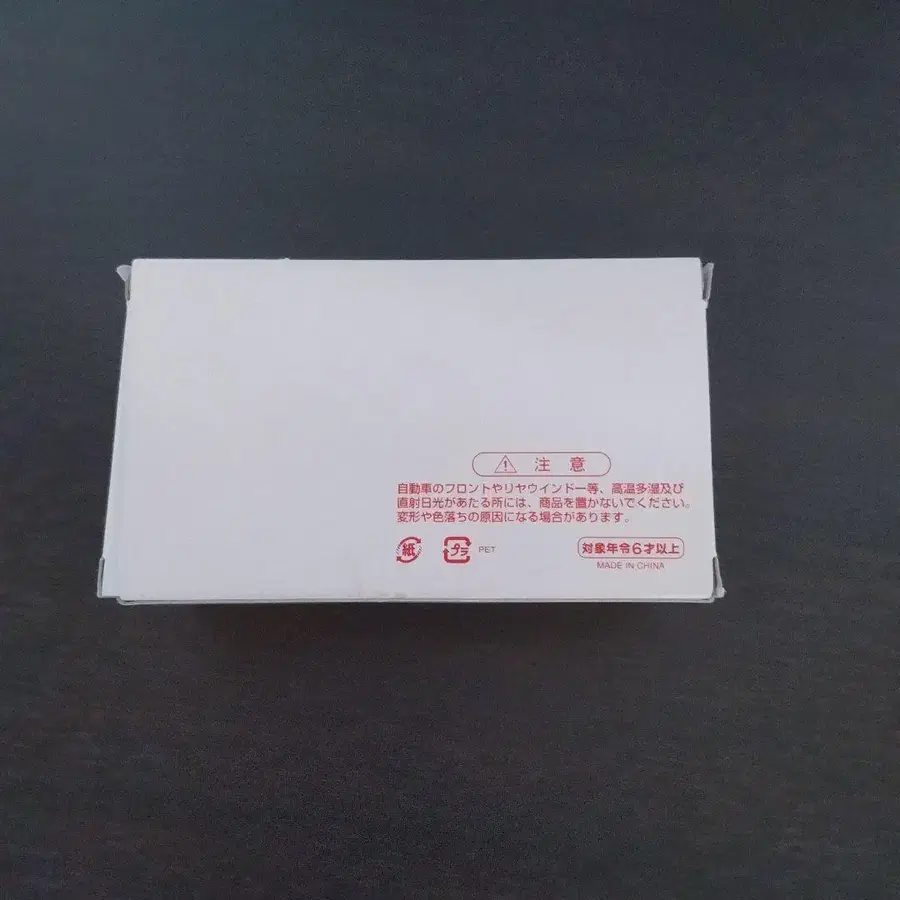 注意
自動車のフロントやリヤウインドー等、高温多湿及び
直射日光があたる所には、商品を置かないでください。
変形や色落ちの原因になる場合があります。
紙 プラ PET 対象年令6才以上
MADE IN CHINA